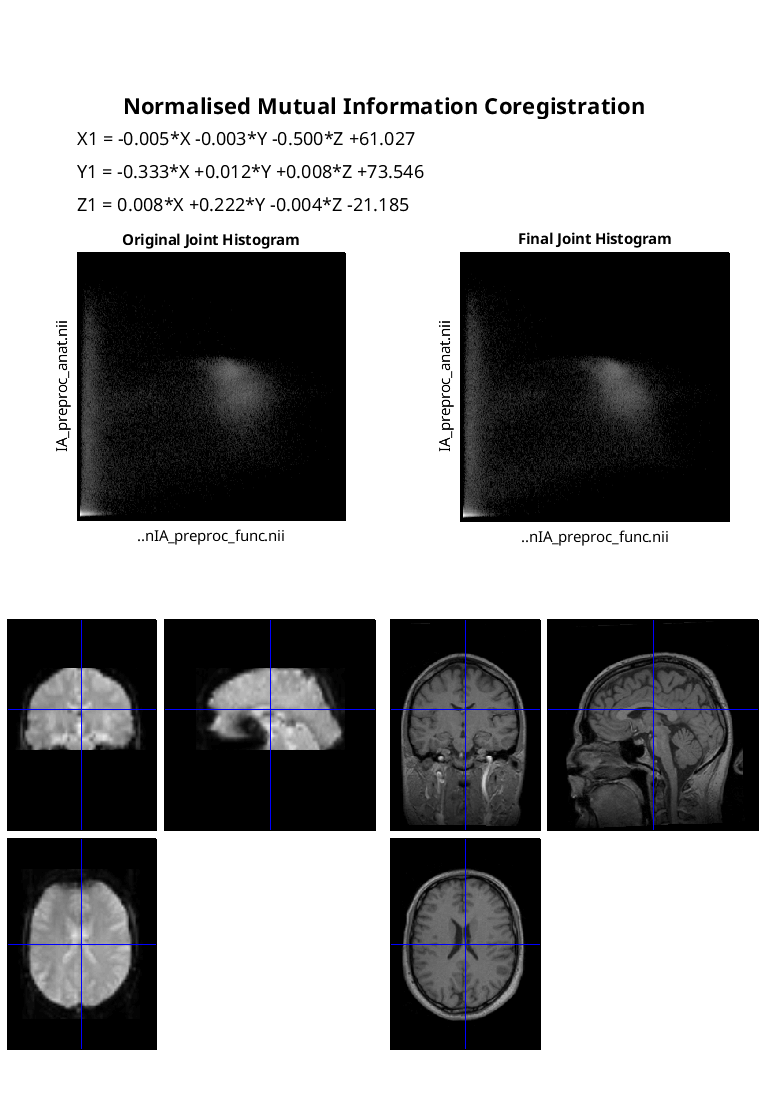 Normalised Mutual Information Coregistration
X1 = -0.005*X -0.003*Y -0.500*Z +61.027
Y1 = -0.333*X +0.012*Y +0.008*Z +73.546
Z1 = 0.008*X +0.222*Y -0.004*Z -21.185
Original Joint Histogram
Final Joint Histogram
IA_preproc_anat.nii
IA_preproc_anat.nii
..nIA_preproc_func.nii
..nIA_preproc_func.nii